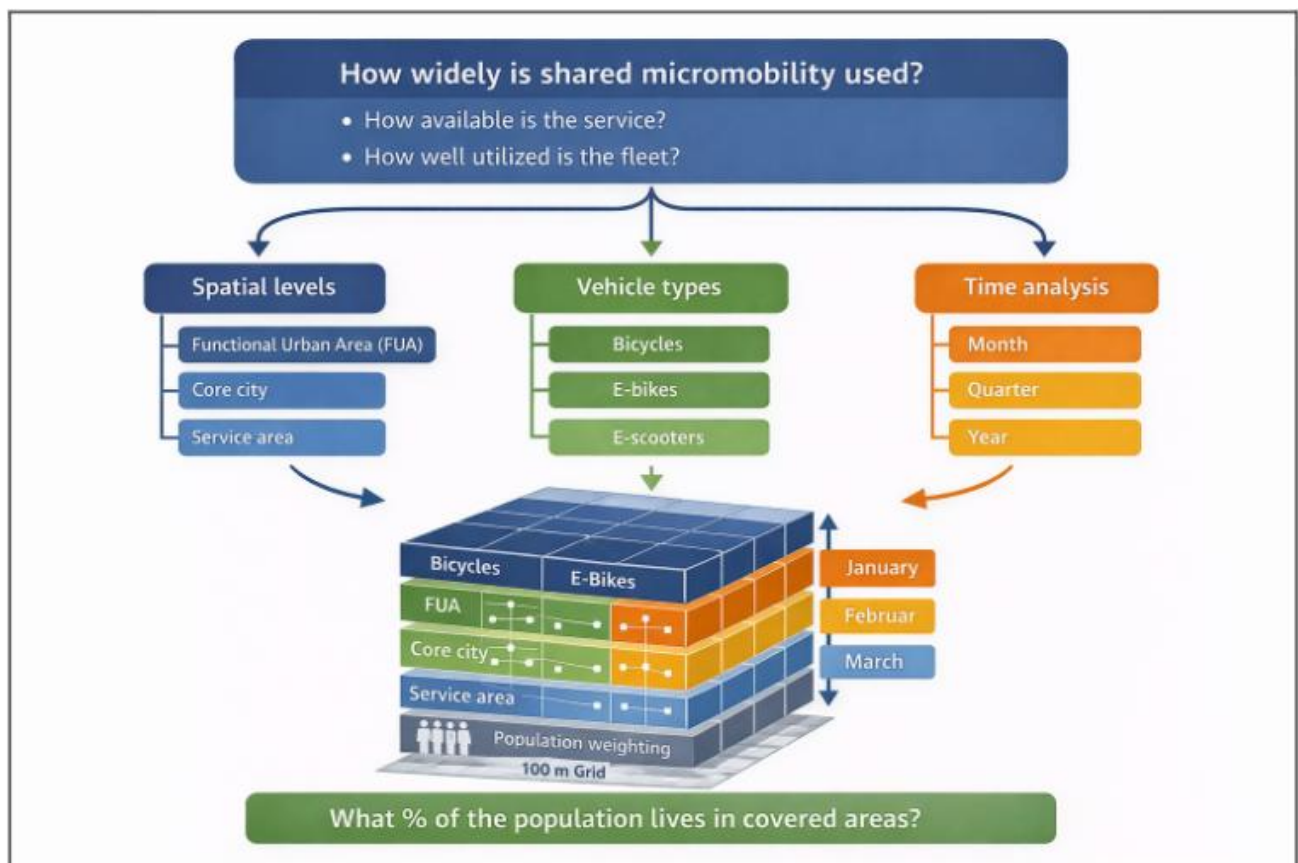 How widely is shared micromobility used?
• How available is the service?
• How well utilized is the fleet?
Spatial levels
Functional Urban Area (FUA)
Core city
Service area
Vehicle types
Bicycles
E-bikes
E-scooters
Time analysis
Month
Quarter
Year
Bicycles
E-Bikes
FUA
Core city
Service area
Population weighting
100 m Grid
January
Februar
March
What % of the population lives in covered areas?